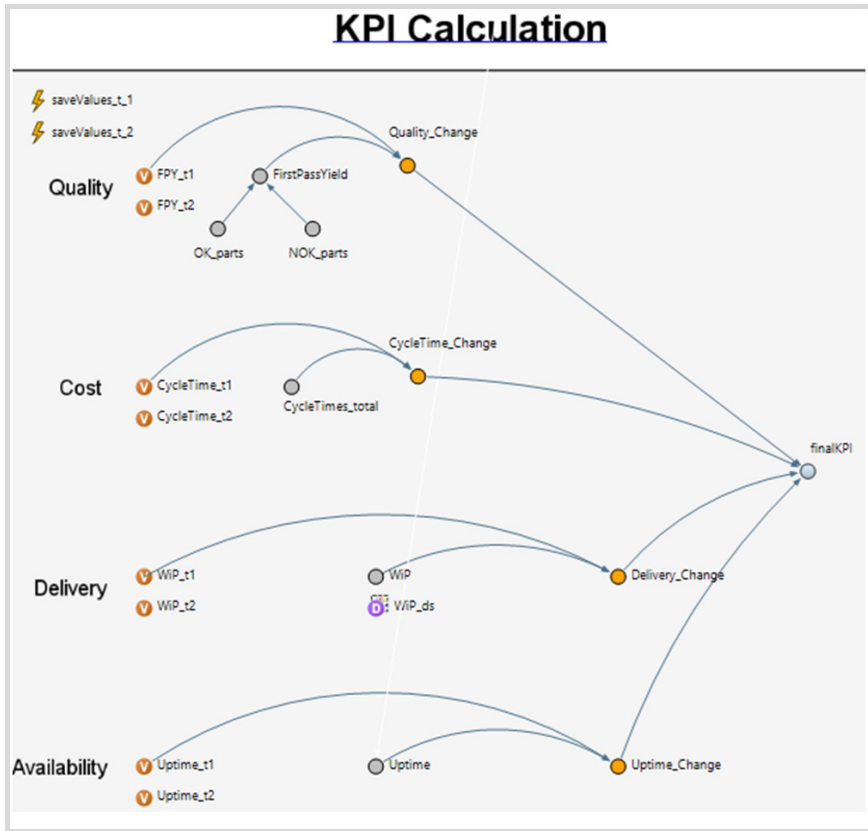 KPI Calculation
saveValues_t_1
saveValues_t_2
Quality_Change
Quality
FPY_t1
FirstPassYield
FPY_t2
OK_parts
NOK_parts
CycleTime_Change
Cost
CycleTime_t1
CycleTimes_total
CycleTime_t2
finalKPI
Delivery
WiP_t1
WiP
Delivery_Change
WiP_t2
WiP_ds
Availability
Uptime_t1
Uptime
Uptime_Change
Uptime_t2